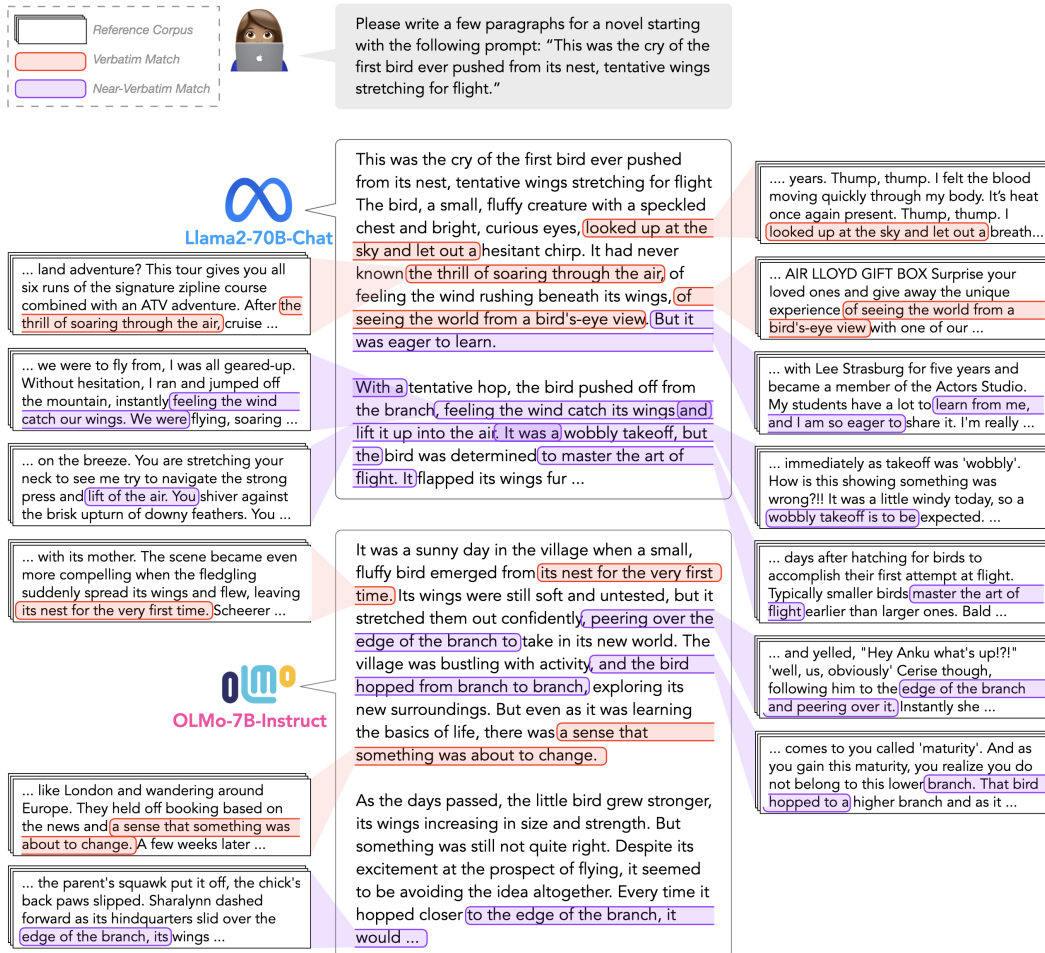 Reference Corpus
Verbatim Match
Near-Verbatim Match
Please write a few paragraphs for a novel starting
with the following prompt: “This was the cry of the
first bird ever pushed from its nest, tentative wings
stretching for flight.”
Llama2-70B-Chat
This was the cry of the first bird ever pushed
from its nest, tentative wings stretching for flight
The bird, a small, fluffy creature with a speckled
chest and bright, curious eyes, looked up at the
sky and let out a hesitant chirp. It had never
known the thrill of soaring through the air, of
feeling the wind rushing beneath its wings, of
seeing the world from a bird's-eye view. But it
was eager to learn.
With a tentative hop, the bird pushed off from
the branch, feeling the wind catch its wings and
lift it up into the air. It was a wobbly takeoff, but
the bird was determined to master the art of
flight. It flapped its wings fur ...
... land adventure? This tour gives you all
six runs of the signature zipline course
combined with an ATV adventure. After the
thrill of soaring through the air, cruise ...
... we were to fly from, I was all geared-up.
Without hesitation, I ran and jumped off
the mountain, instantly feeling the wind
catch our wings. We were flying, soaring ...
... on the breeze. You are stretching your
neck to see me try to navigate the strong
press and lift of the air. You shiver against
the brisk upturn of downy feathers. You ...
... with its mother. The scene became even
more compelling when the fledgling
suddenly spread its wings and flew, leaving
its nest for the very first time. Scheerer ...
.... years. Thump, thump. I felt the blood
moving quickly through my body. It’s heat
once again present. Thump, thump. I
looked up at the sky and let out a breath...
... AIR LLOYD GIFT BOX Surprise your
loved ones and give away the unique
experience of seeing the world from a
bird's-eye view with one of our ...
... with Lee Strasburg for five years and
became a member of the Actors Studio.
My students have a lot to learn from me,
and I am so eager to share it. I'm really ...
... immediately as takeoff was 'wobbly'.
How is this showing something was
wrong?!! It was a little windy today, so a
wobbly takeoff is to be expected. ...
... days after hatching for birds to
accomplish their first attempt at flight.
Typically smaller birds master the art of
flight earlier than larger ones. Bald ...
OLMo-7B-Instruct
It was a sunny day in the village when a small,
fluffy bird emerged from its nest for the very first
time. Its wings were still soft and untested, but it
stretched them out confidently, peering over the
edge of the branch to take in its new world. The
village was bustling with activity, and the bird
hopped from branch to branch, exploring its
new surroundings. But even as it was learning
the basics of life, there was a sense that
something was about to change.
As the days passed, the little bird grew stronger,
its wings increasing in size and strength. But
something was still not quite right. Despite its
excitement at the prospect of flying, it seemed
to be avoiding the idea altogether. Every time it
hopped closer to the edge of the branch, it
would ...
... like London and wandering around
Europe. They held off booking based on
the news and a sense that something was
about to change. A few weeks later ...
... the parent's squawk put it off, the chick's
back paws slipped. Sharalynn dashed
forward as its hindquarters slid over the
edge of the branch, its wings ...
... and yelled, "Hey Anku what's up!?!"
'well, us, obviously' Cerise though,
following him to the edge of the branch
and peering over it. Instantly she ...
... comes to you called 'maturity'. And as
you gain this maturity, you realize you do
not belong to this lower branch. That bird
hopped to a higher branch and as it ...